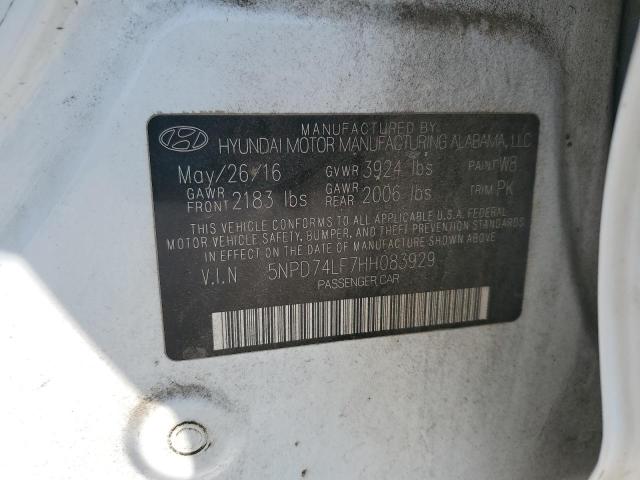 MANUFACTURED BY:
HYUNDAI MOTOR MANUFACTURING ALABAMA, LLC
May/26/16 GVWR 3924 lbs PAINT W8
GAWR FRONT 2183 lbs GAWR REAR 2006 lbs TRIM PK
THIS VEHICLE CONFORMS TO ALL APPLICABLE U.S.A. FEDERAL
MOTOR VEHICLE SAFETY, BUMPER, AND THEFT PREVENTION STANDARDS
IN EFFECT ON THE DATE OF MANUFACTURE SHOWN ABOVE.
V.I.N 5NPD74LF7HH083929
PASSENGER CAR